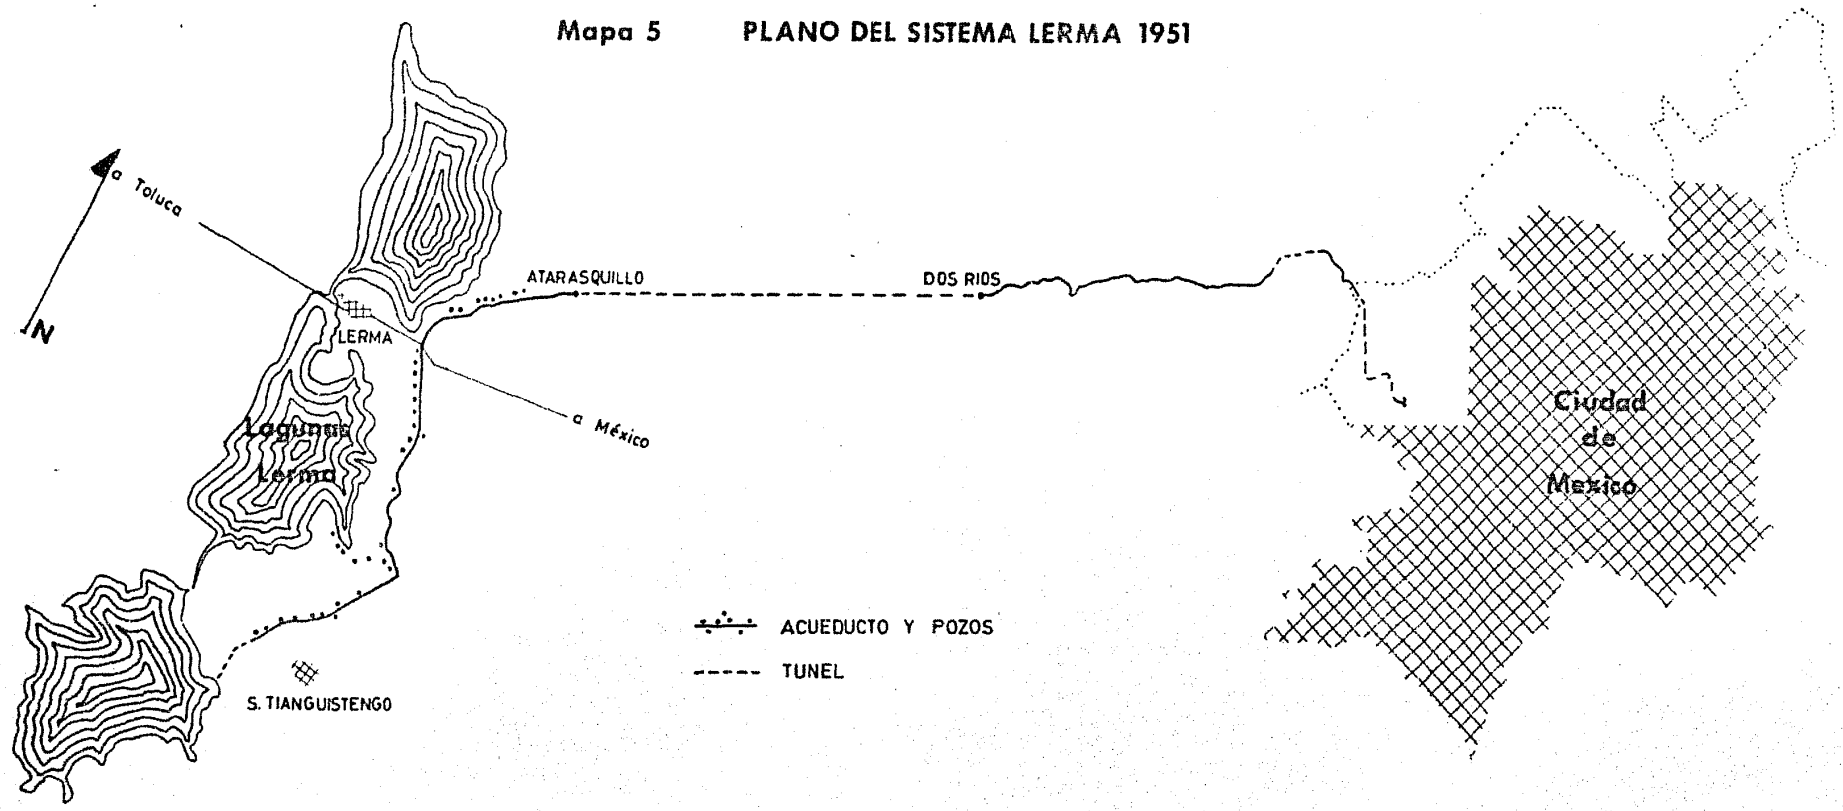 Mapa 5 PLANO DEL SISTEMA LERMA 1951
a Toluca
N
ATARASQUILLO
DOS RIOS
LERMA
a México
Lagunas
Lerma
Ciudad
de
Mexico
ACUEDUCTO Y POZOS
TUNEL
S. TIANGUISTENGO